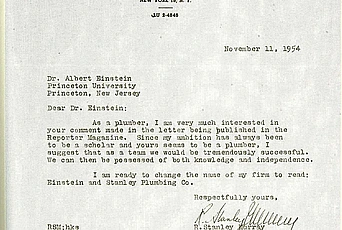 NEW YORK 19, N. Y.
JU 2-4848
November 11, 1954
Dr. Albert Einstein
Princeton University
Princeton, New Jersey
Dear Dr. Einstein:
As a plumber, I am very much interested in
your comment made in the letter being published in the
Reporter Magazine. Since my ambition has always been
to be a scholar and yours seems to be a plumber, I
suggest that as a team we would be tremendously successful.
We can then be possessed of both knowledge and independence.
I am ready to change the name of my firm to read;
Einstein and Stanley Plumbing Co.
Respectfully yours,
R. Stanley Murray
RSM:hks R. Stanley Murray